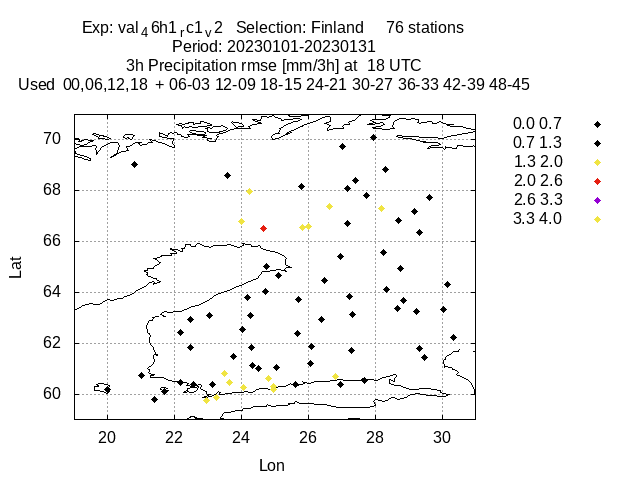 Exp: val₄6h1ᵣc1ᵥ2 Selection: Finland 76 stations
Period: 20230101-20230131
3h Precipitation rmse [mm/3h] at 18 UTC
Used 00,06,12,18 + 06-03 12-09 18-15 24-21 30-27 36-33 42-39 48-45
0.0 0.7
0.7 1.3
1.3 2.0
2.0 2.6
2.6 3.3
3.3 4.0
70
68
66
64
62
60
Lat
20 22 24 26 28 30
Lon